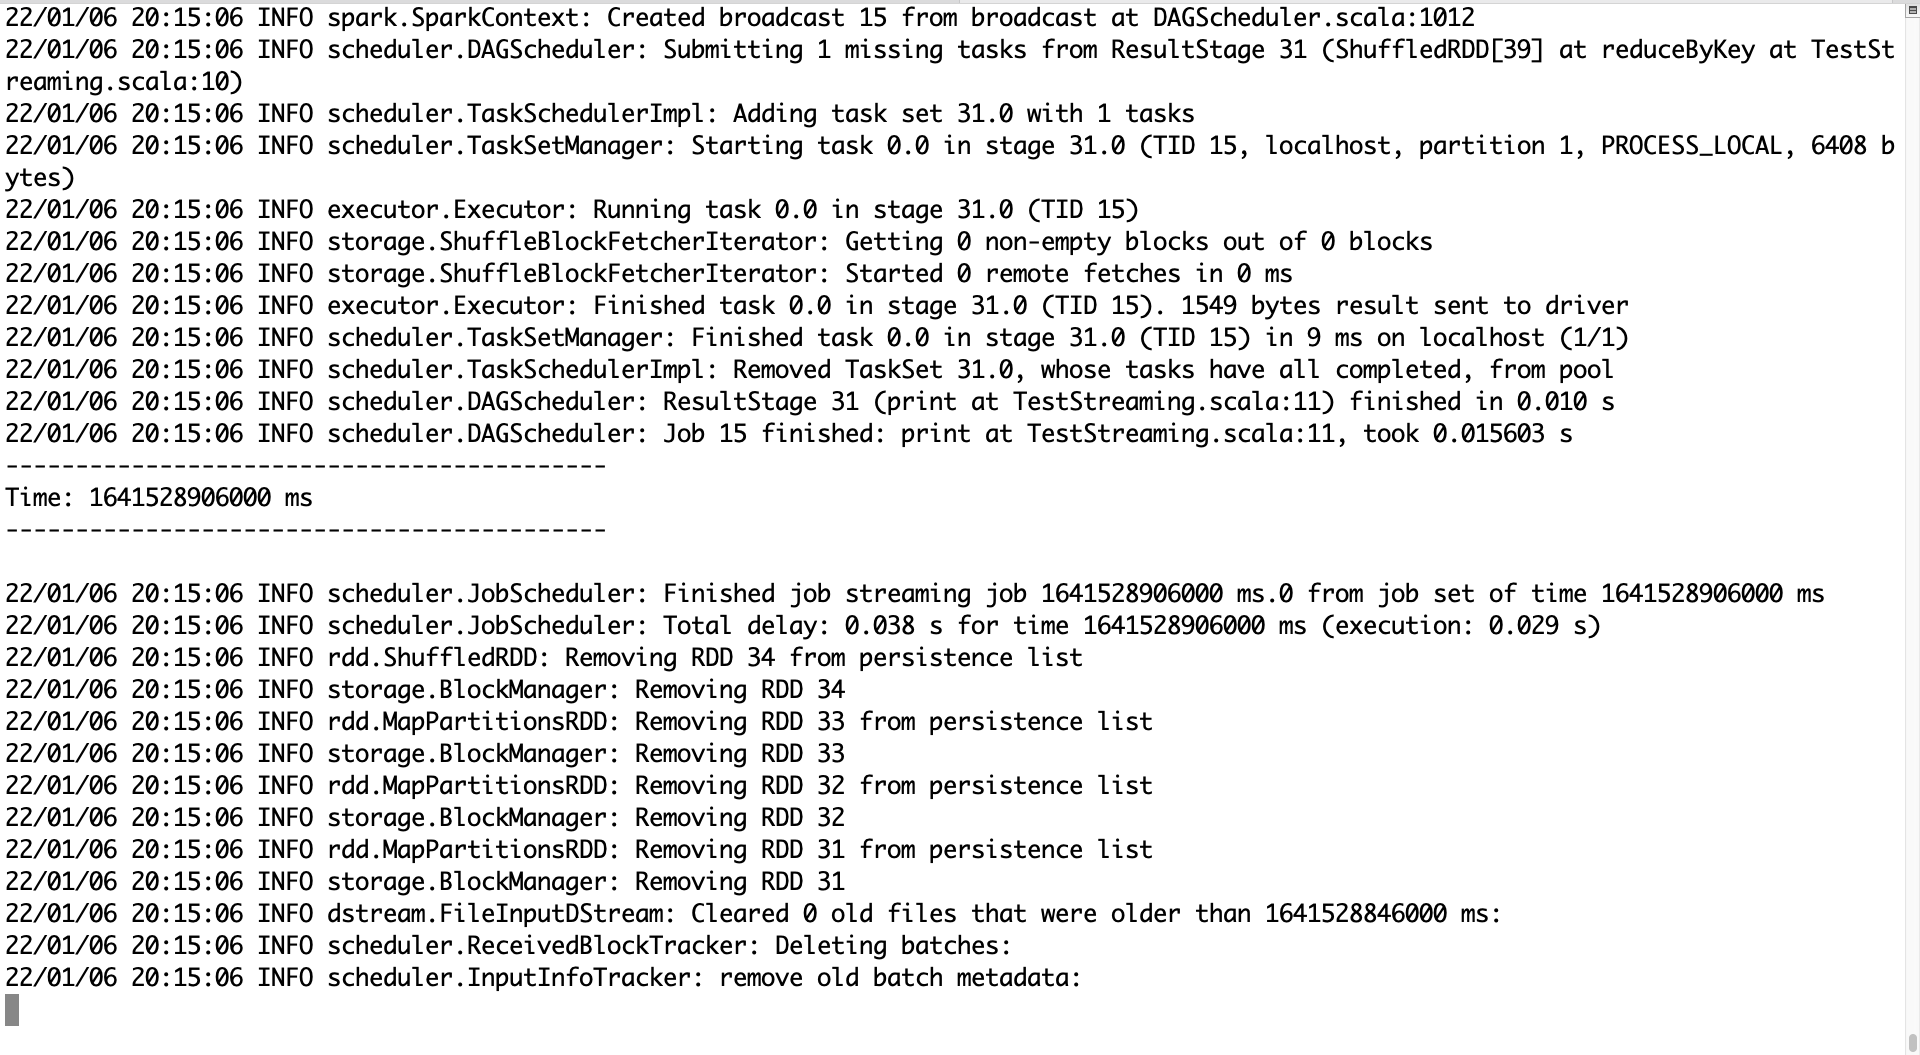 22/01/06 20:15:06 INFO spark.SparkContext: Created broadcast 15 from broadcast at DAGScheduler.scala:1012
22/01/06 20:15:06 INFO scheduler.DAGScheduler: Submitting 1 missing tasks from ResultStage 31 (ShuffledRDD[39] at reduceByKey at TestSt
reaming.scala:10)
22/01/06 20:15:06 INFO scheduler.TaskSchedulerImpl: Adding task set 31.0 with 1 tasks
22/01/06 20:15:06 INFO scheduler.TaskSetManager: Starting task 0.0 in stage 31.0 (TID 15, localhost, partition 1, PROCESS_LOCAL, 6408 b
ytes)
22/01/06 20:15:06 INFO executor.Executor: Running task 0.0 in stage 31.0 (TID 15)
22/01/06 20:15:06 INFO storage.ShuffleBlockFetcherIterator: Getting 0 non-empty blocks out of 0 blocks
22/01/06 20:15:06 INFO storage.ShuffleBlockFetcherIterator: Started 0 remote fetches in 0 ms
22/01/06 20:15:06 INFO executor.Executor: Finished task 0.0 in stage 31.0 (TID 15). 1549 bytes result sent to driver
22/01/06 20:15:06 INFO scheduler.TaskSetManager: Finished task 0.0 in stage 31.0 (TID 15) in 9 ms on localhost (1/1)
22/01/06 20:15:06 INFO scheduler.TaskSchedulerImpl: Removed TaskSet 31.0, whose tasks have all completed, from pool
22/01/06 20:15:06 INFO scheduler.DAGScheduler: ResultStage 31 (print at TestStreaming.scala:11) finished in 0.010 s
22/01/06 20:15:06 INFO scheduler.DAGScheduler: Job 15 finished: print at TestStreaming.scala:11, took 0.015603 s
-------------------------------------------
Time: 1641528906000 ms
-------------------------------------------
22/01/06 20:15:06 INFO scheduler.JobScheduler: Finished job streaming job 1641528906000 ms.0 from job set of time 1641528906000 ms
22/01/06 20:15:06 INFO scheduler.JobScheduler: Total delay: 0.038 s for time 1641528906000 ms (execution: 0.029 s)
22/01/06 20:15:06 INFO rdd.ShuffledRDD: Removing RDD 34 from persistence list
22/01/06 20:15:06 INFO storage.BlockManager: Removing RDD 34
22/01/06 20:15:06 INFO rdd.MapPartitionsRDD: Removing RDD 33 from persistence list
22/01/06 20:15:06 INFO storage.BlockManager: Removing RDD 33
22/01/06 20:15:06 INFO rdd.MapPartitionsRDD: Removing RDD 32 from persistence list
22/01/06 20:15:06 INFO storage.BlockManager: Removing RDD 32
22/01/06 20:15:06 INFO rdd.MapPartitionsRDD: Removing RDD 31 from persistence list
22/01/06 20:15:06 INFO storage.BlockManager: Removing RDD 31
22/01/06 20:15:06 INFO dstream.FileInputDStream: Cleared 0 old files that were older than 1641528846000 ms:
22/01/06 20:15:06 INFO scheduler.ReceivedBlockTracker: Deleting batches:
22/01/06 20:15:06 INFO scheduler.InputInfoTracker: remove old batch metadata: